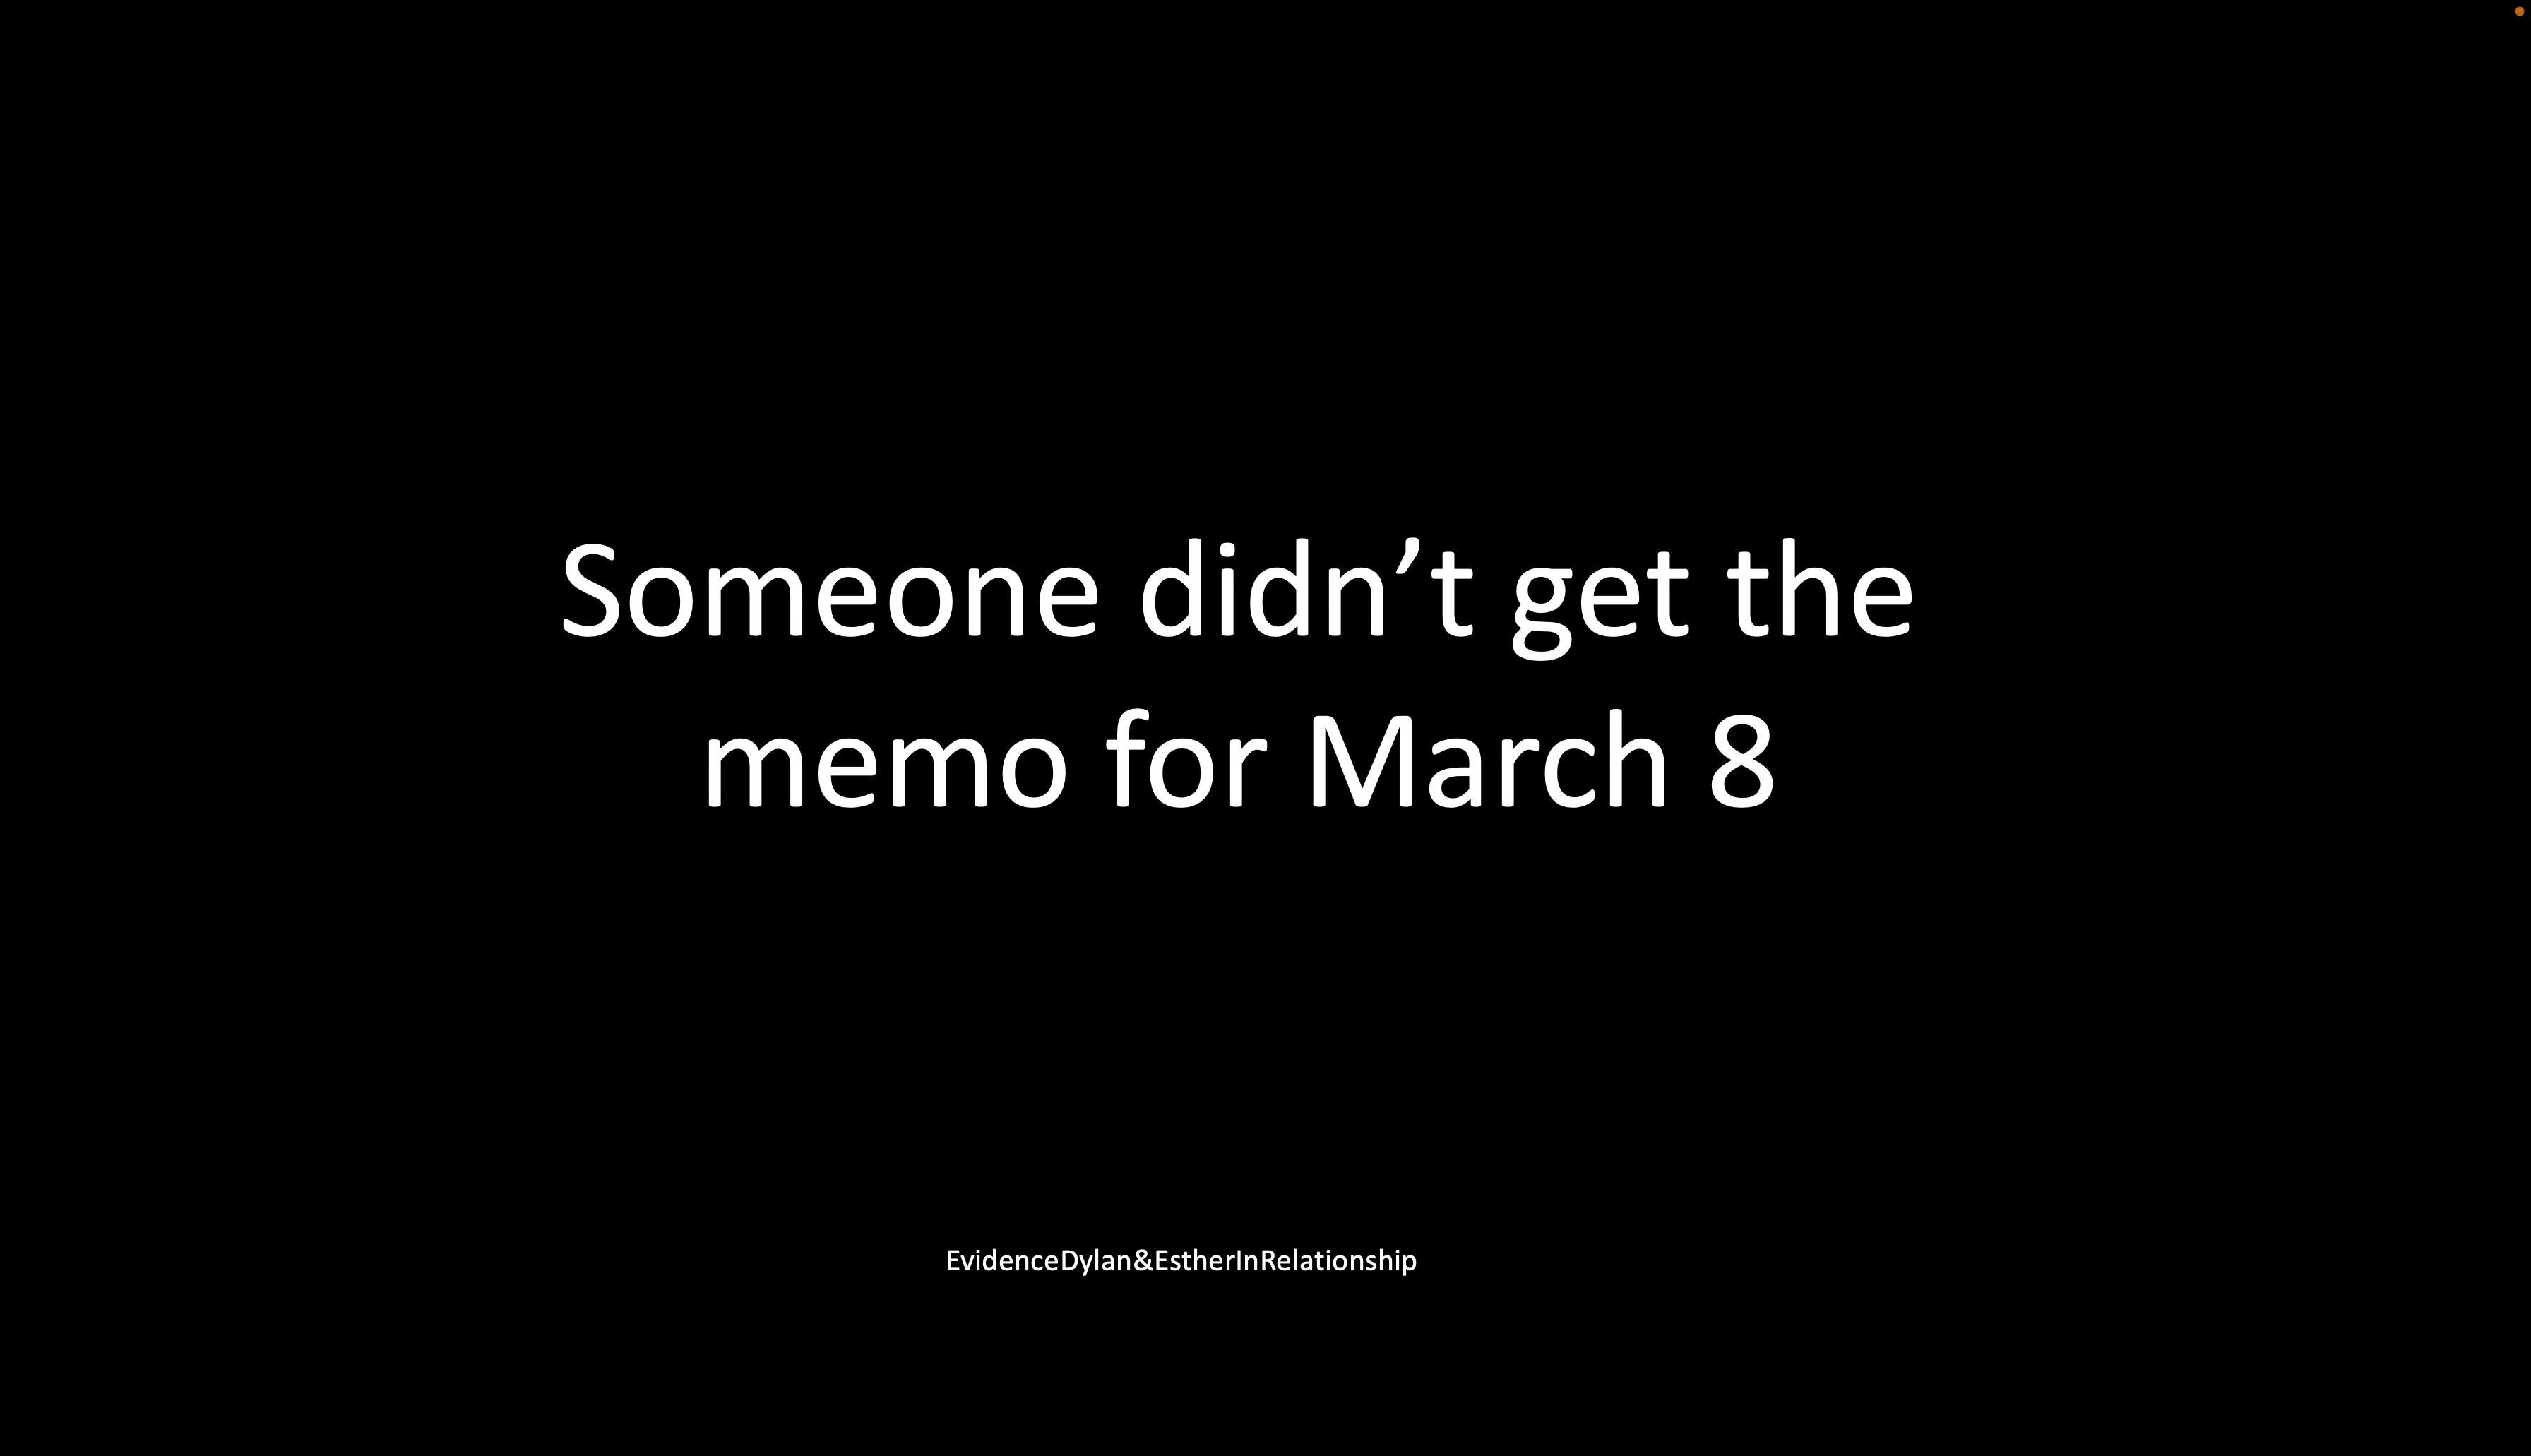 Someone didn’t get the
memo for March 8
EvidenceDylan&EstherInRelationship